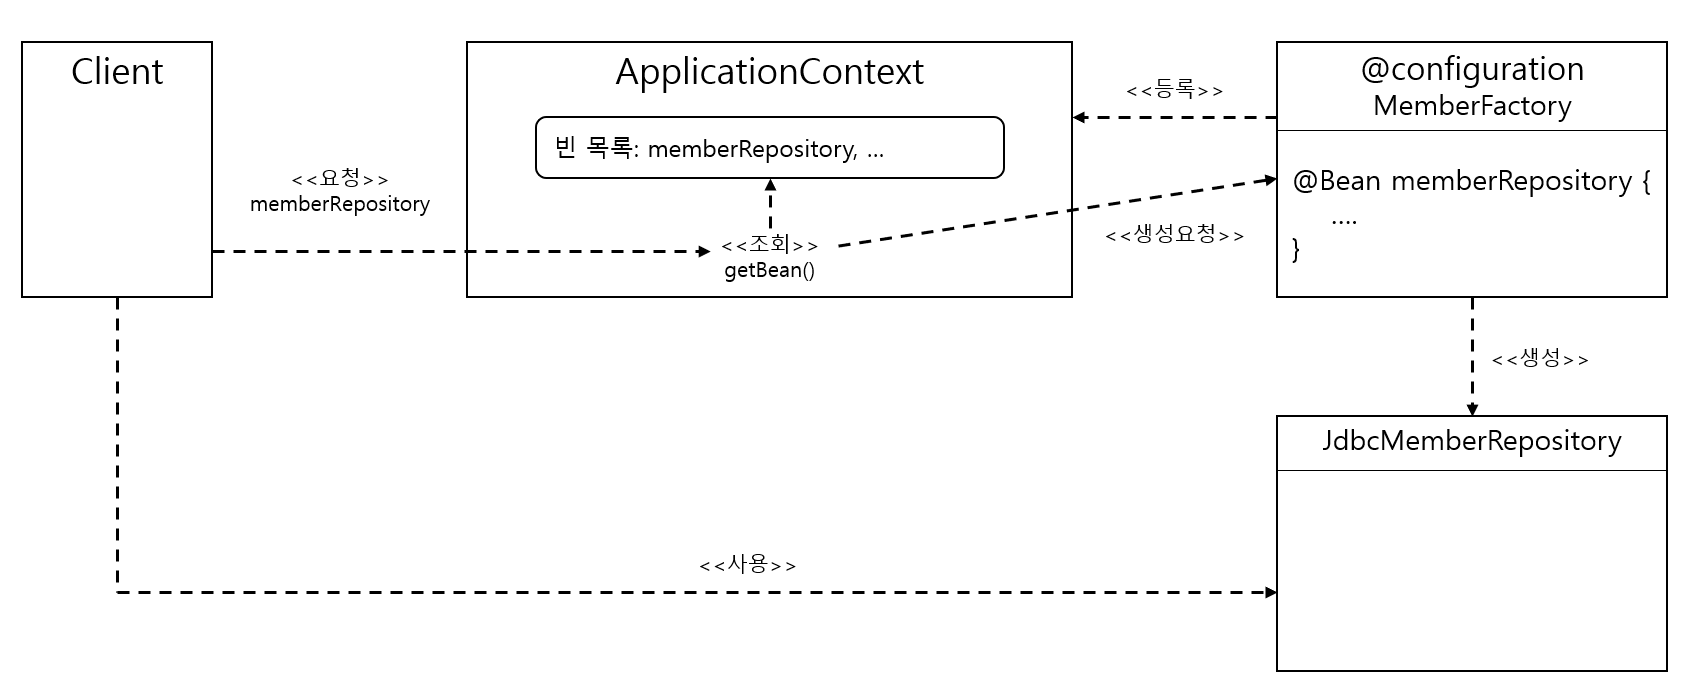 Client
<<요청>>
memberRepository
ApplicationContext
빈 목록: memberRepository, ...
<<조회>>
getBean()
<<등록>>
<<생성요청>>
@configuration
MemberFactory
@Bean memberRepository {
....
}
<<생성>>
JdbcMemberRepository
<<사용>>